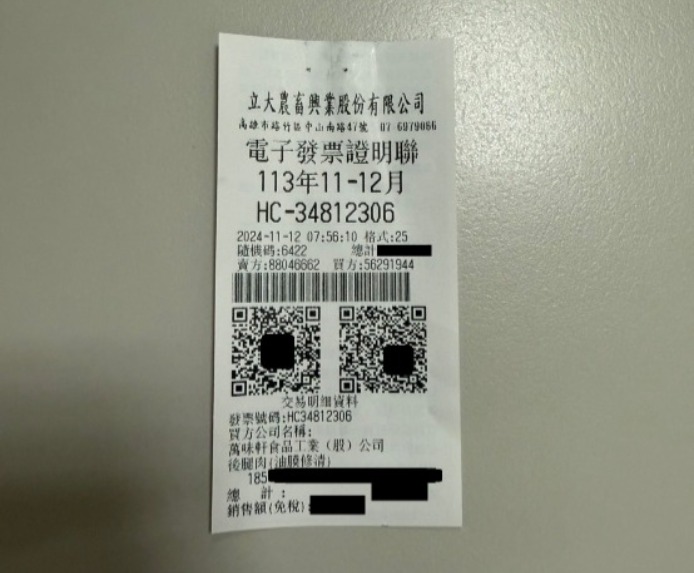 立大農畜興業股份有限公司
高雄市路竹區中山南路47號 07-6979066
電子發票證明聯
113年11-12月
HC-34812306
2024-11-12 07:56:10 格式:25
隨機碼:6422 總計
賣方:88046662 買方:56291944
交易明細資料
發票號碼:HC34812306
買方公司名稱:
萬味軒食品工業(股)公司
後腿肉(油膜修清)
185
總 計:
銷售額(免稅):